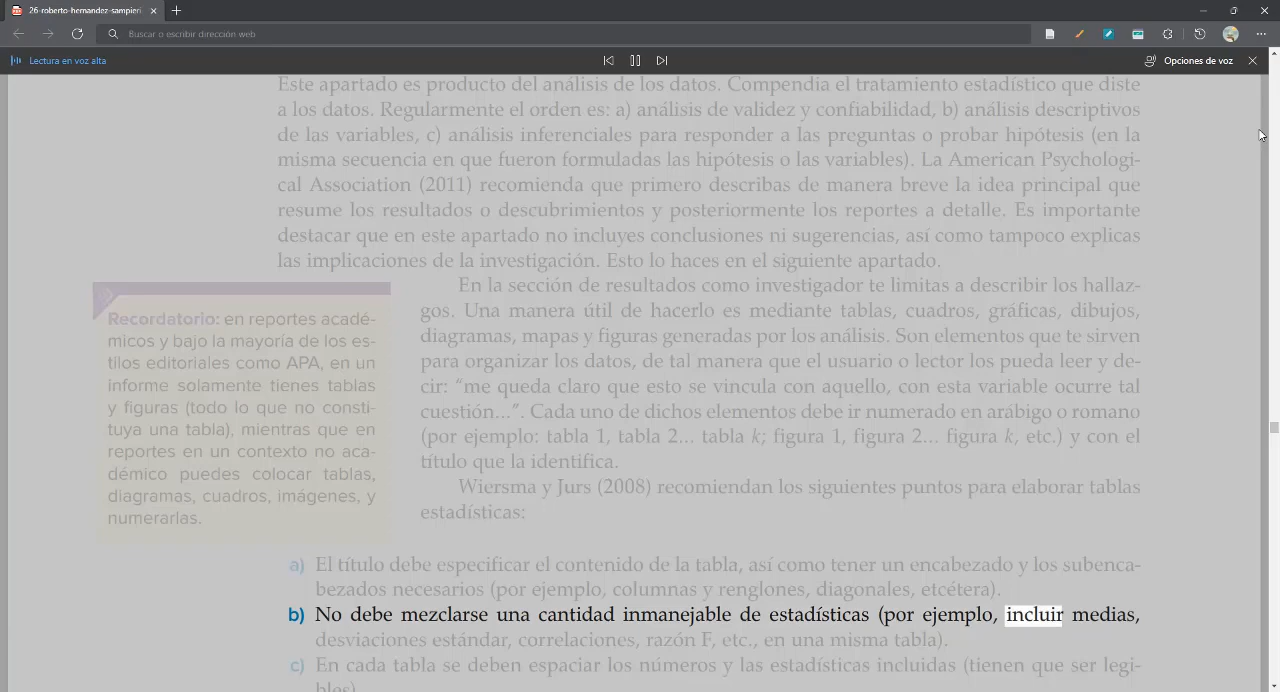 26-roberto-hernandez-sampieri
Buscar o escribir dirección web
Lectura en voz alta
Opciones de voz
Este apartado es producto del análisis de los datos. Compendia el tratamiento estadístico que diste
a los datos. Regularmente el orden es: a) análisis de validez y confiabilidad, b) análisis descriptivos
de las variables, c) análisis inferenciales para responder a las preguntas o probar hipótesis (en la
misma secuencia en que fueron formuladas las hipótesis o las variables). La American Psychologi-
cal Association (2011) recomienda que primero describas de manera breve la idea principal que
resume los resultados o descubrimientos y posteriormente los reportes a detalle. Es importante
destacar que en este apartado no incluyes conclusiones ni sugerencias, así como tampoco explicas
las implicaciones de la investigación. Esto lo haces en el siguiente apartado.
Recordatorio: en reportes acadé-
micos y bajo la mayoría de los es-
tilos editoriales como APA, en un
informe solamente tienes tablas
y figuras (todo lo que no consti-
tuya una tabla), mientras que en
reportes en un contexto no aca-
démico puedes colocar tablas,
diagramas, cuadros, imágenes, y
numerarlas.
En la sección de resultados como investigador te limitas a describir los hallaz-
gos. Una manera útil de hacerlo es mediante tablas, cuadros, gráficas, dibujos,
diagramas, mapas y figuras generadas por los análisis. Son elementos que te sirven
para organizar los datos, de tal manera que el usuario o lector los pueda leer y de-
cir: “me queda claro que esto se vincula con aquello, con esta variable ocurre tal
cuestión...”. Cada uno de dichos elementos debe ir numerado en arábigo o romano
(por ejemplo: tabla 1, tabla 2... tabla k; figura 1, figura 2... figura k, etc.) y con el
título que la identifica.
Wiersma y Jurs (2008) recomiendan los siguientes puntos para elaborar tablas
estadísticas:
a) El título debe especificar el contenido de la tabla, así como tener un encabezado y los subenca-
bezados necesarios (por ejemplo, columnas y renglones, diagonales, etcétera).
b) No debe mezclarse una cantidad inmanejable de estadísticas (por ejemplo, incluir medias,
desviaciones estándar, correlaciones, razón F, etc., en una misma tabla).
c) En cada tabla se deben espaciar los números y las estadísticas incluidas (tienen que ser legi-
bles).